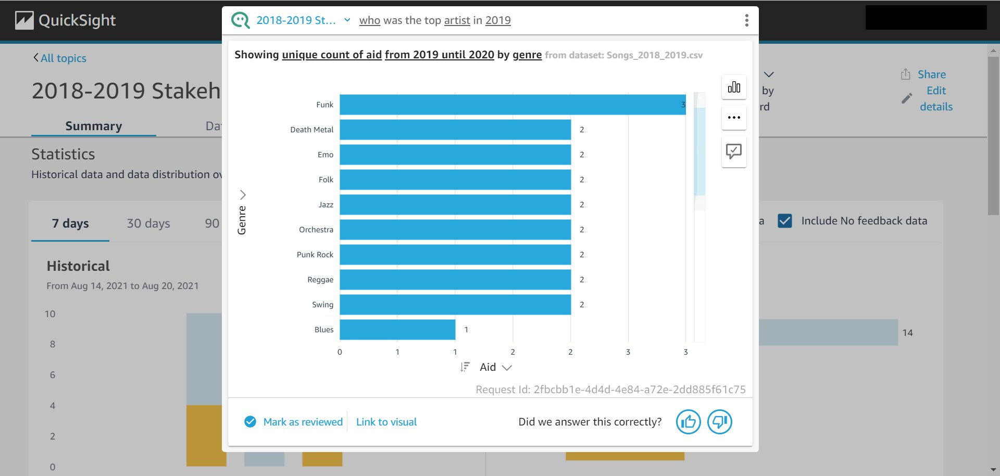 QuickSight
2018-2019 St...
who was the top artist in 2019
All topics
2018-2019 Stakeh
by
rd
Share
Edit
details
Summary
Da
Statistics
Historical data and data distribution ov
7 days
30 days
90
a
Include No feedback data
Historical
From Aug 14, 2021 to Aug 20, 2021
10
8
6
4
2
0
14
Showing unique count of aid from 2019 until 2020 by genre from dataset: Songs_2018_2019.csv
Genre
Funk 3
Death Metal 2
Emo 2
Folk 2
Jazz 2
Orchestra 2
Punk Rock 2
Reggae 2
Swing 2
Blues 1
0 1 1 2 2 3 3
Aid
Request Id: 2fbcbb1e-4d4d-4e84-a72e-2dd885f61c75
Mark as reviewed
Link to visual
Did we answer this correctly?